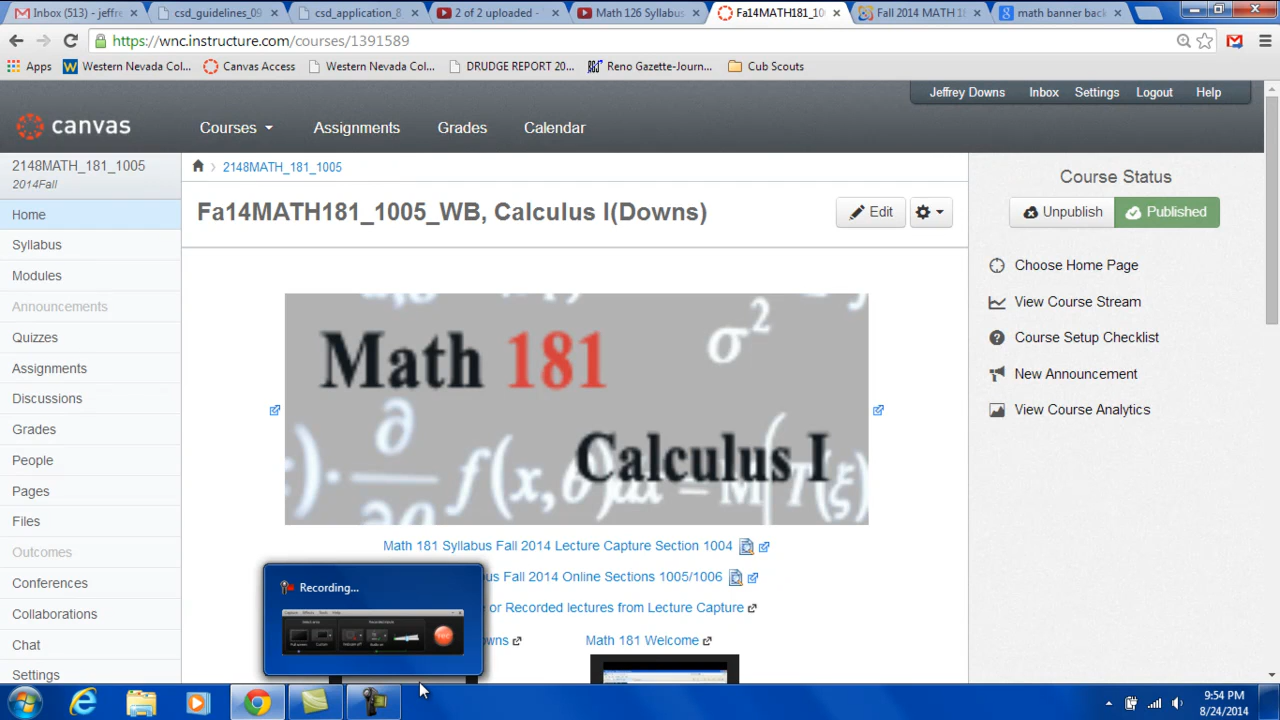 Inbox (513) - jeffre
csd_guidelines_09
csd_application_8
2 of 2 uploaded -
Math 126 Syllabus
Fa14MATH181_10
Fall 2014 MATH 18
math banner back
https://wnc.instructure.com/courses/1391589
Apps
Western Nevada Col...
Canvas Access
Western Nevada Col...
DRUDGE REPORT 20...
Reno Gazette-Journ...
Cub Scouts
Jeffrey Downs
Inbox
Settings
Logout
Help
canvas
Courses
Assignments
Grades
Calendar
2148MATH_181_1005
2014Fall
2148MATH_181_1005
Course Status
Home
Fa14MATH181_1005_WB, Calculus I(Downs)
Edit
Unpublish
Published
Syllabus
Modules
Announcements
Quizzes
Assignments
Discussions
Grades
People
Pages
Files
Outcomes
Conferences
Collaborations
Chat
Settings
Choose Home Page
View Course Stream
Course Setup Checklist
New Announcement
View Course Analytics
Math 181
σ²
Calculus I
Math 181 Syllabus Fall 2014 Lecture Capture Section 1004
us Fall 2014 Online Sections 1005/1006
e or Recorded lectures from Lecture Capture
owns
Math 181 Welcome
Recording...
9:54 PM
8/24/2014